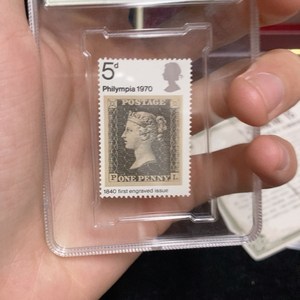 5d
Philympia 1970
POSTAGE
P ONE PENNY L
1840 first engraved issue